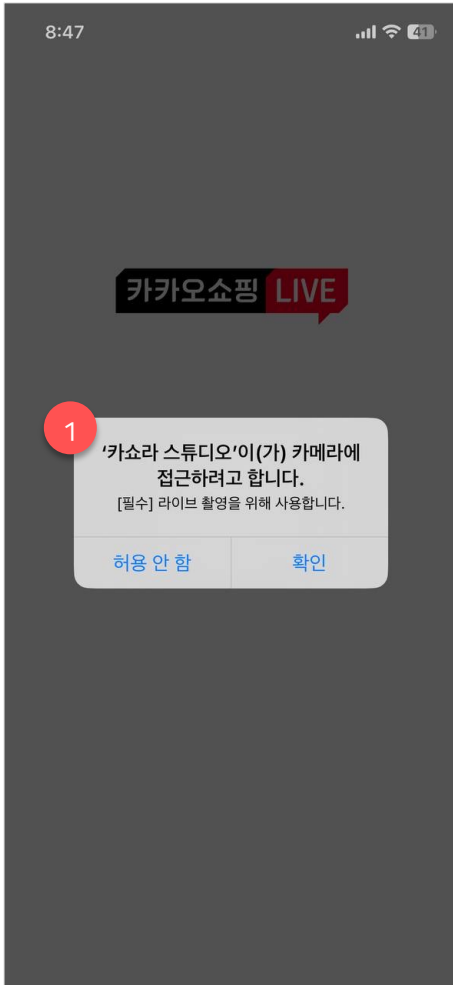 8:47
41
카카오쇼핑 LIVE
1
‘카쇼라 스튜디오’이(가) 카메라에
접근하려고 합니다.
[필수] 라이브 촬영을 위해 사용합니다.
허용 안 함
확인